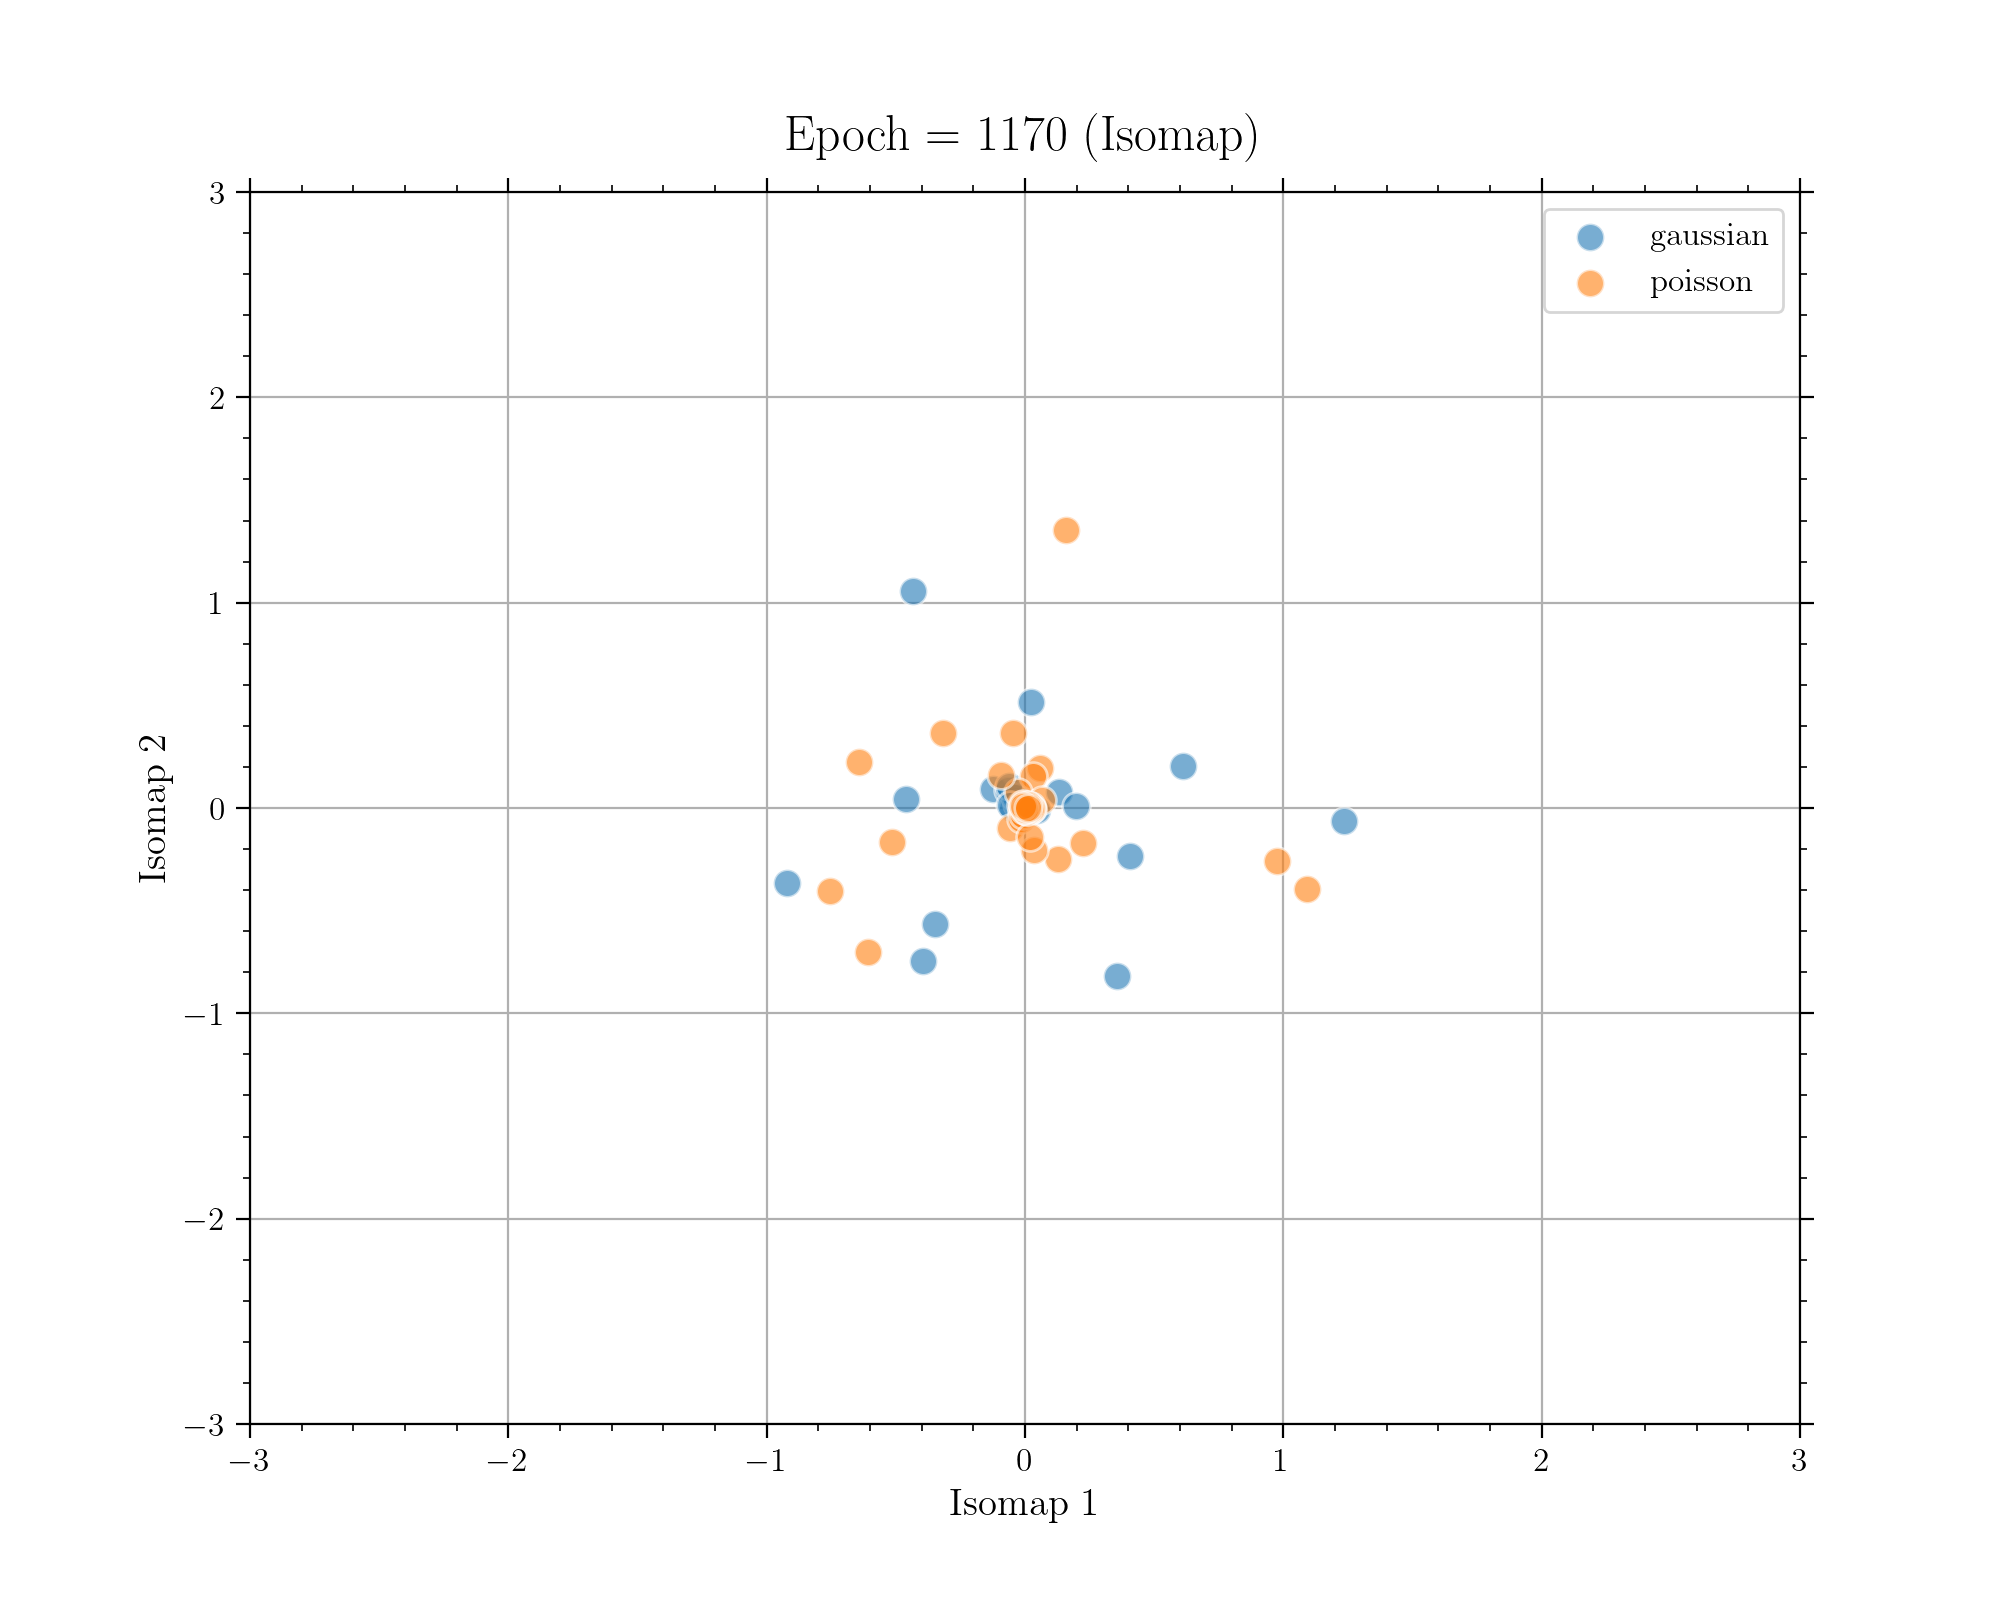 Epoch = 1170 (Isomap)
gaussian
poisson
3
2
1
0
−1
−2
−3
Isomap 2
−3
−2
−1
0
1
2
3
Isomap 1